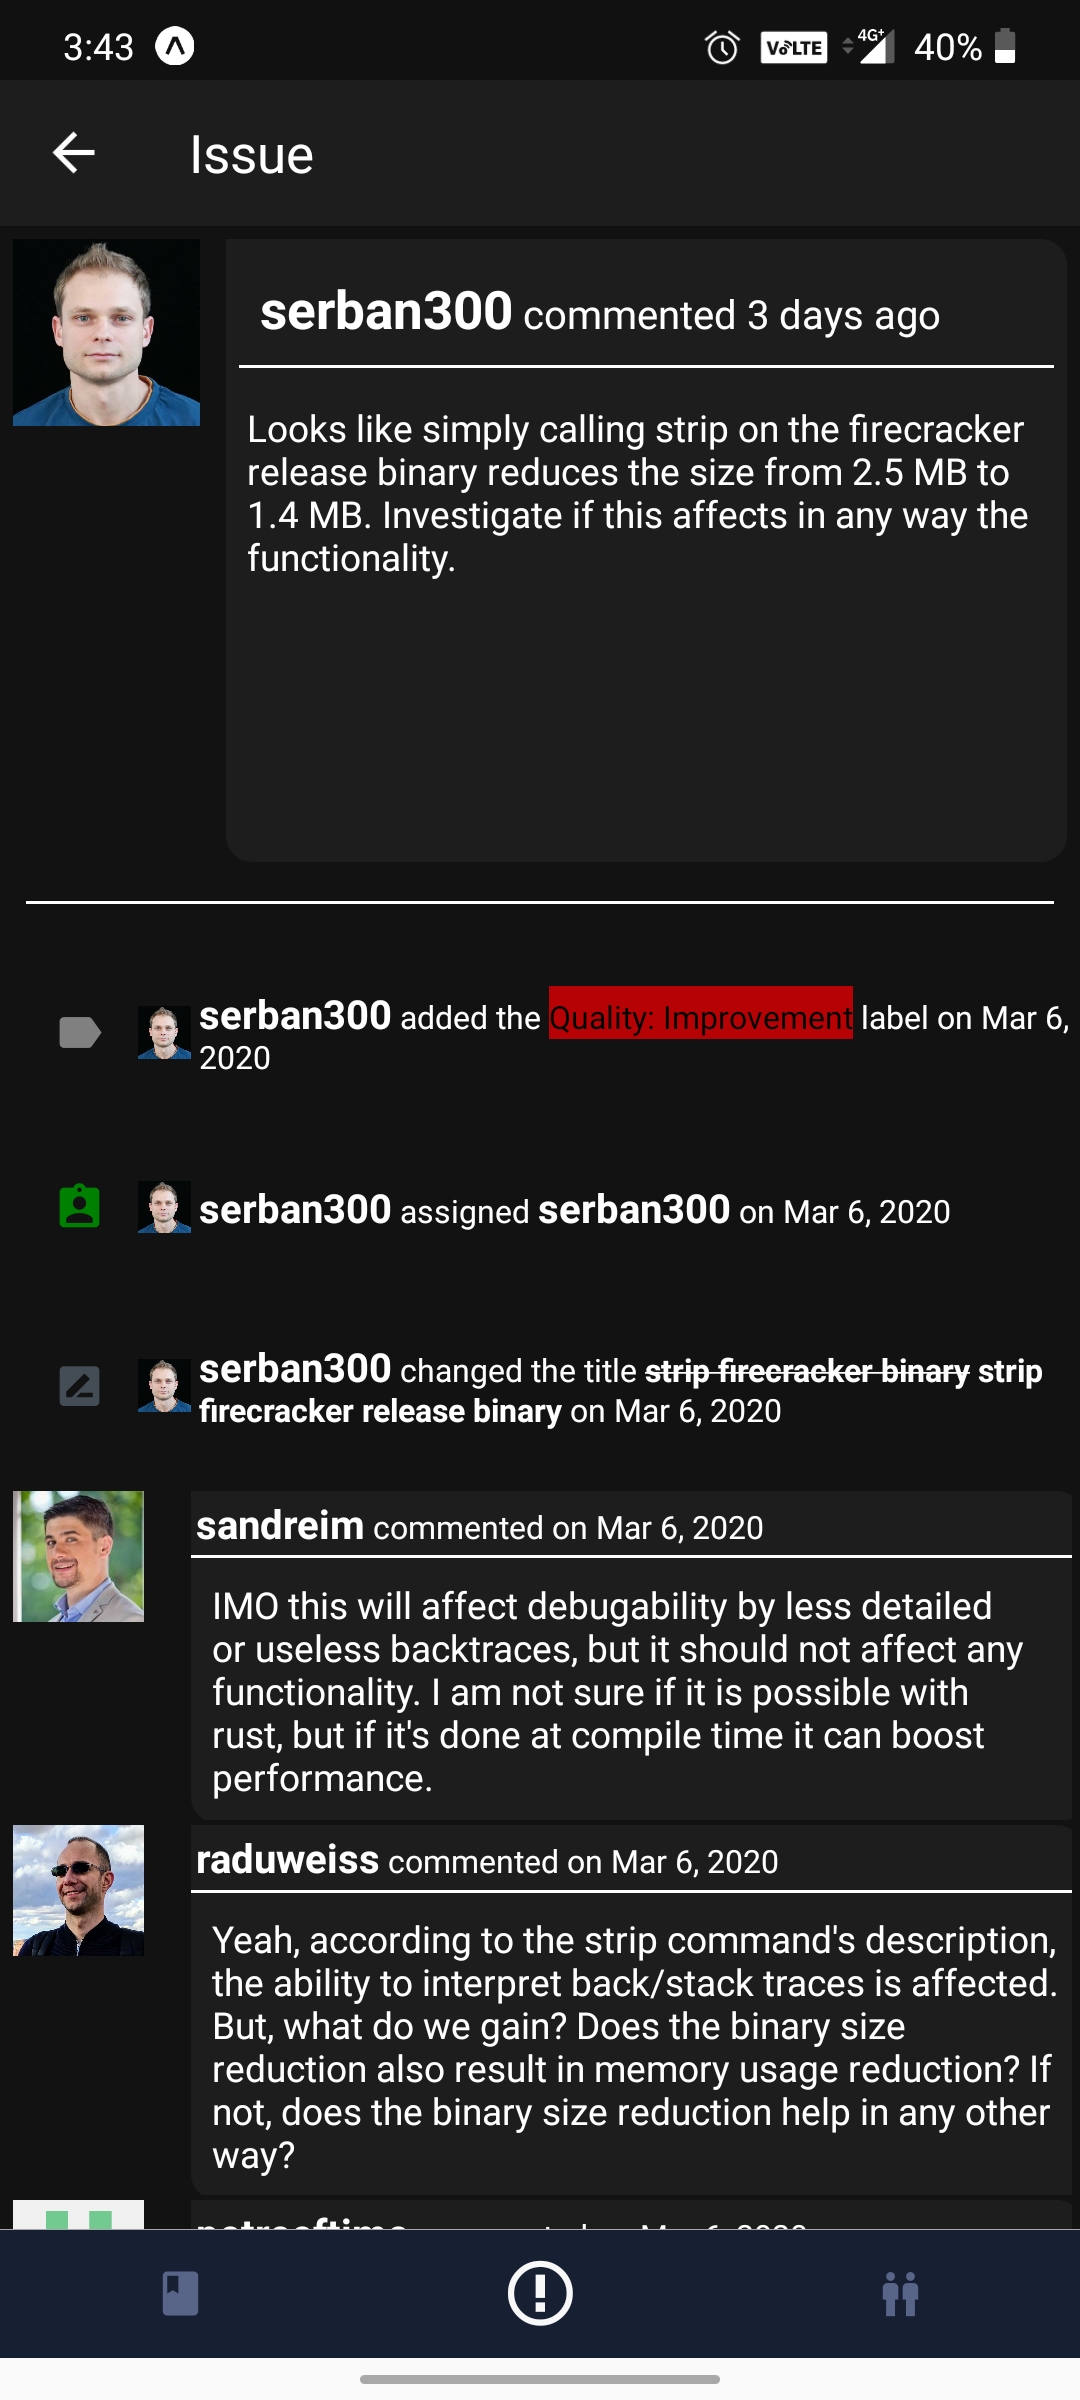 3:43
VoLTE 4G+ 40%
Issue
serban300 commented 3 days ago
Looks like simply calling strip on the firecracker
release binary reduces the size from 2.5 MB to
1.4 MB. Investigate if this affects in any way the
functionality.
serban300 added the Quality: Improvement label on Mar 6,
2020
serban300 assigned serban300 on Mar 6, 2020
serban300 changed the title strip firecracker binary strip
firecracker release binary on Mar 6, 2020
sandreim commented on Mar 6, 2020
IMO this will affect debugability by less detailed
or useless backtraces, but it should not affect any
functionality. I am not sure if it is possible with
rust, but if it's done at compile time it can boost
performance.
raduweiss commented on Mar 6, 2020
Yeah, according to the strip command's description,
the ability to interpret back/stack traces is affected.
But, what do we gain? Does the binary size
reduction also result in memory usage reduction? If
not, does the binary size reduction help in any other
way?